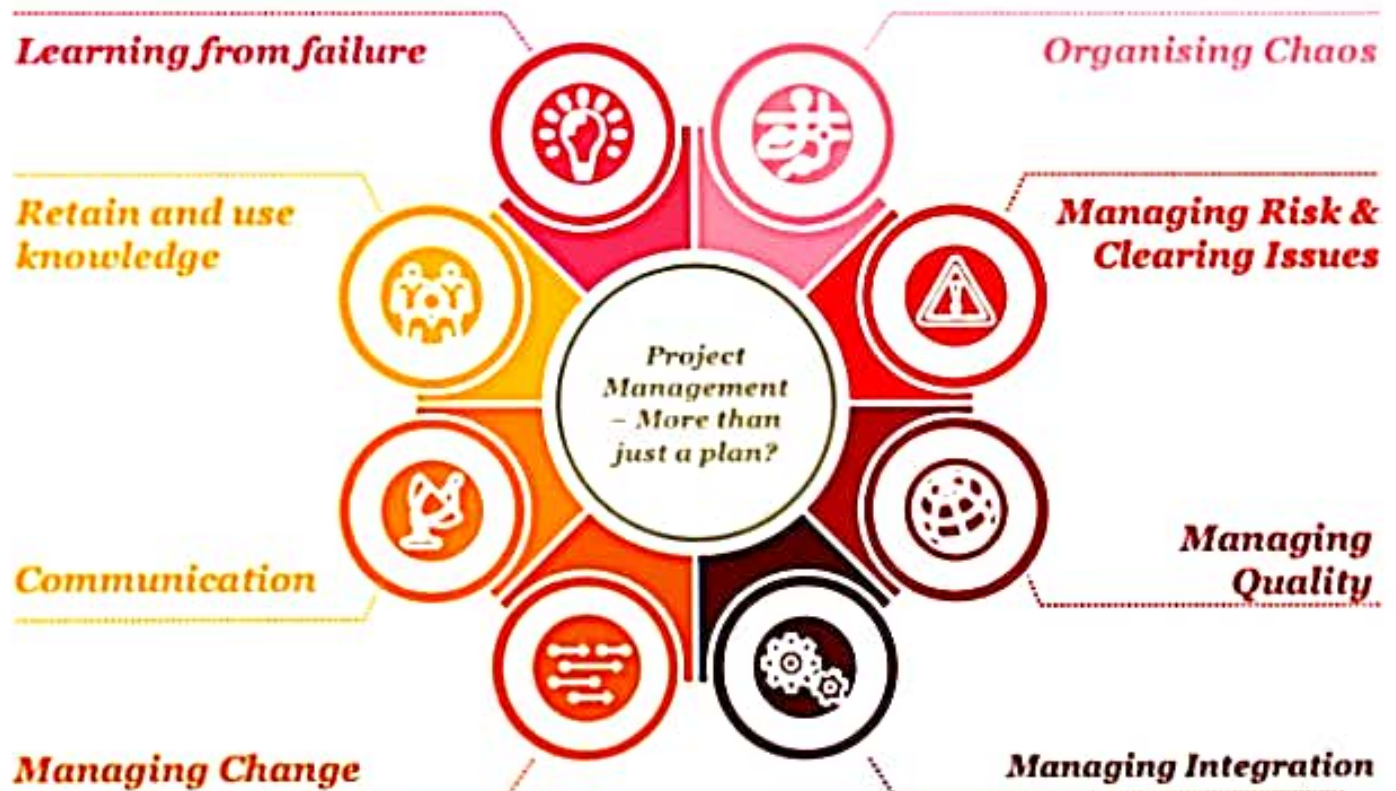 Learning from failure
Organising Chaos
Retain and use
knowledge
Managing Risk &
Clearing Issues
Project
Management
– More than
just a plan?
Communication
Managing
Quality
Managing Change
Managing Integration